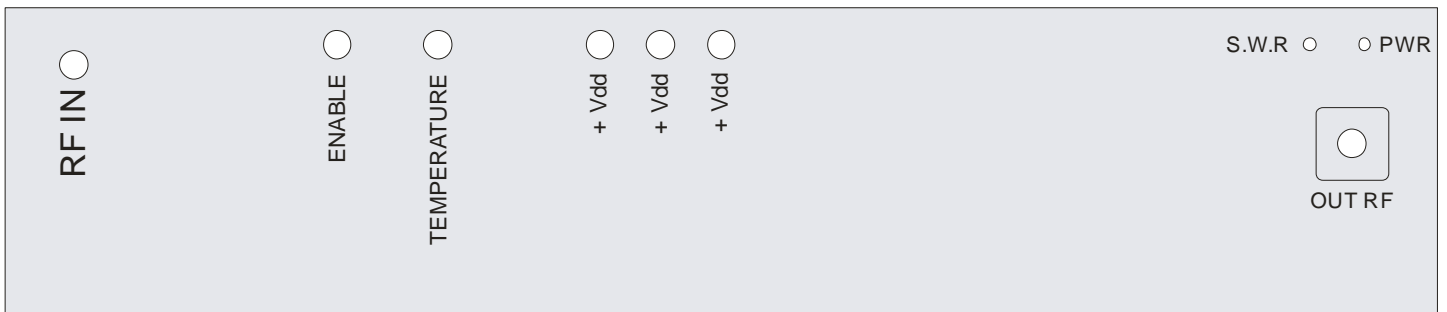 RF IN
ENABLE
TEMPERATURE
+ Vdd
+ Vdd
+ Vdd
S.W.R
PWR
OUT RF